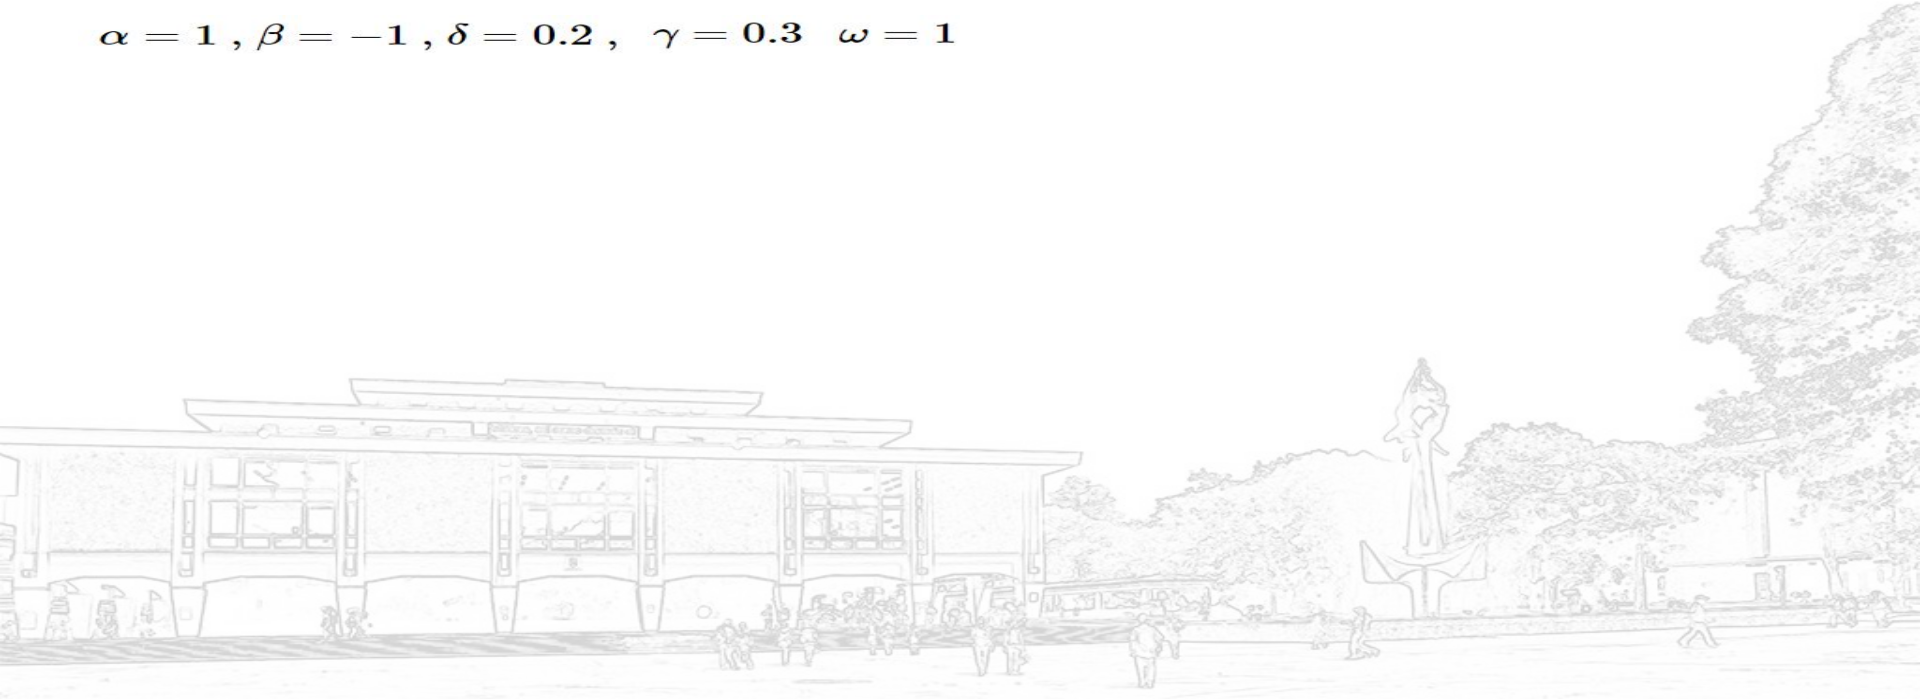 α = 1 , β = −1 , δ = 0.2 , γ = 0.3 ω = 1